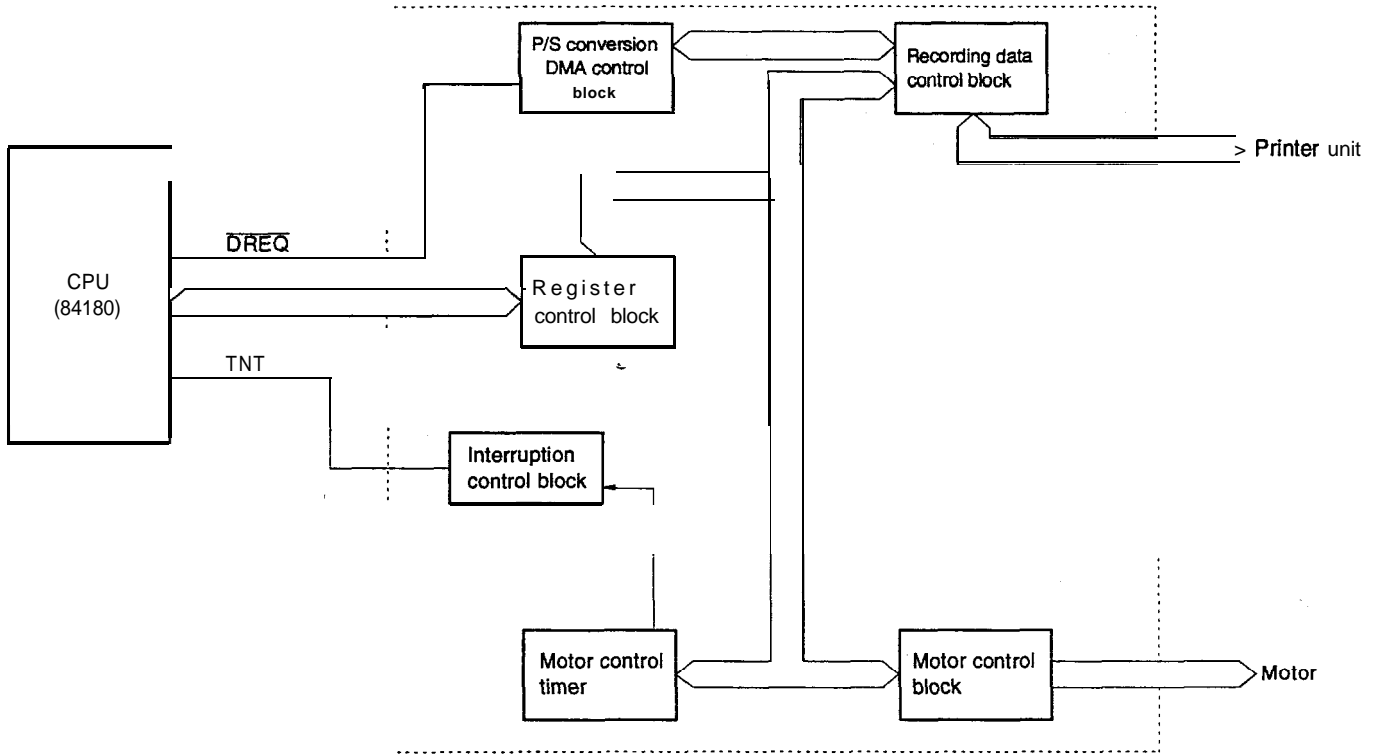 P/S conversion
DMA control
block
Recording data
control block
> Printer unit
D̅R̅E̅Q̅
CPU
(84180)
Register
control block
TNT
Interruption
control block
Motor control
timer
Motor control
block
Motor